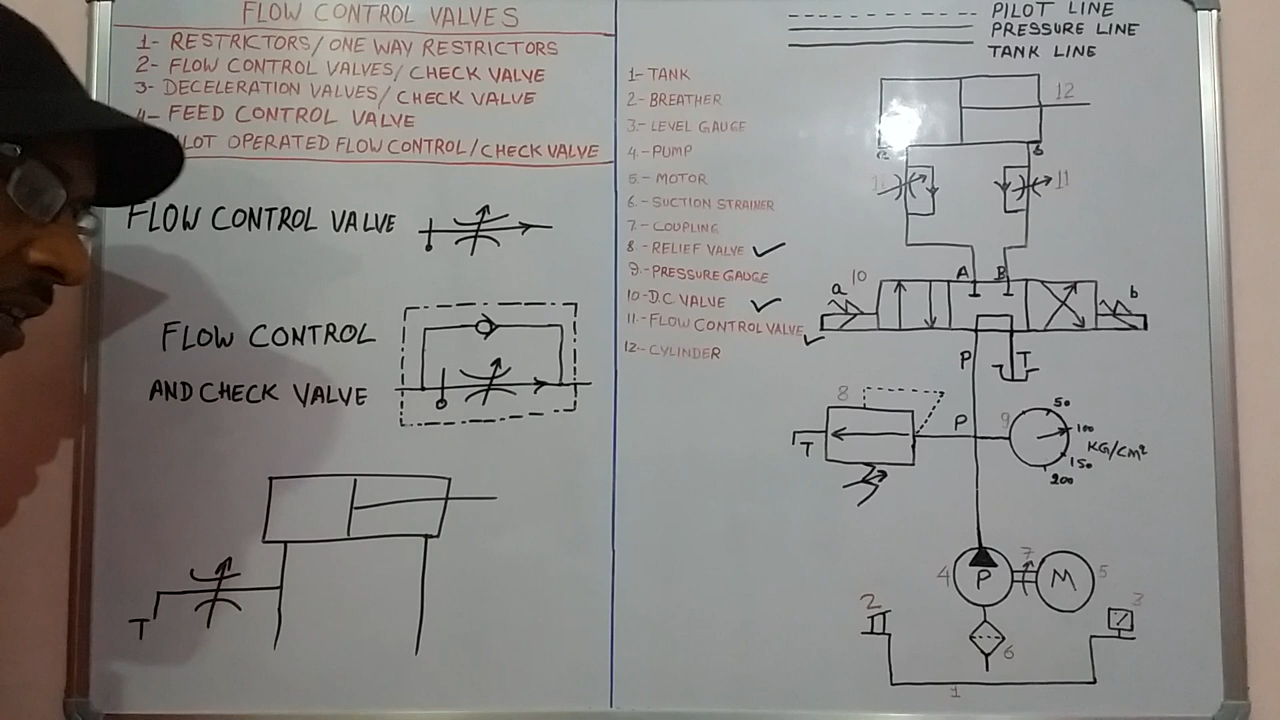 FLOW CONTROL VALVES
1- RESTRICTORS/ONE WAY RESTRICTORS
2- FLOW CONTROL VALVES/CHECK VALVE
3- DECELERATION VALVES/CHECK VALVE
4- FEED CONTROL VALVE
OPERATED FLOW CONTROL/CHECK VALVE
FLOW CONTROL VALVE
FLOW CONTROL
AND CHECK VALVE
T
PILOT LINE
PRESSURE LINE
TANK LINE
1- TANK
2- BREATHER
3.- LEVEL GAUGE
4.- PUMP
5.- MOTOR
6.- SUCTION STRAINER
7.- COUPLING
8- RELIEF VALVE
9.- PRESSURE GAUGE
10- D.C VALVE
11.- FLOW CONTROL VALVE
12- CYLINDER
12
b
11
11
A B
a 10 b
P T
8 P 9
T
50
100
KG/CM²
150
200
4 P 7 M 5
2 3
6
1